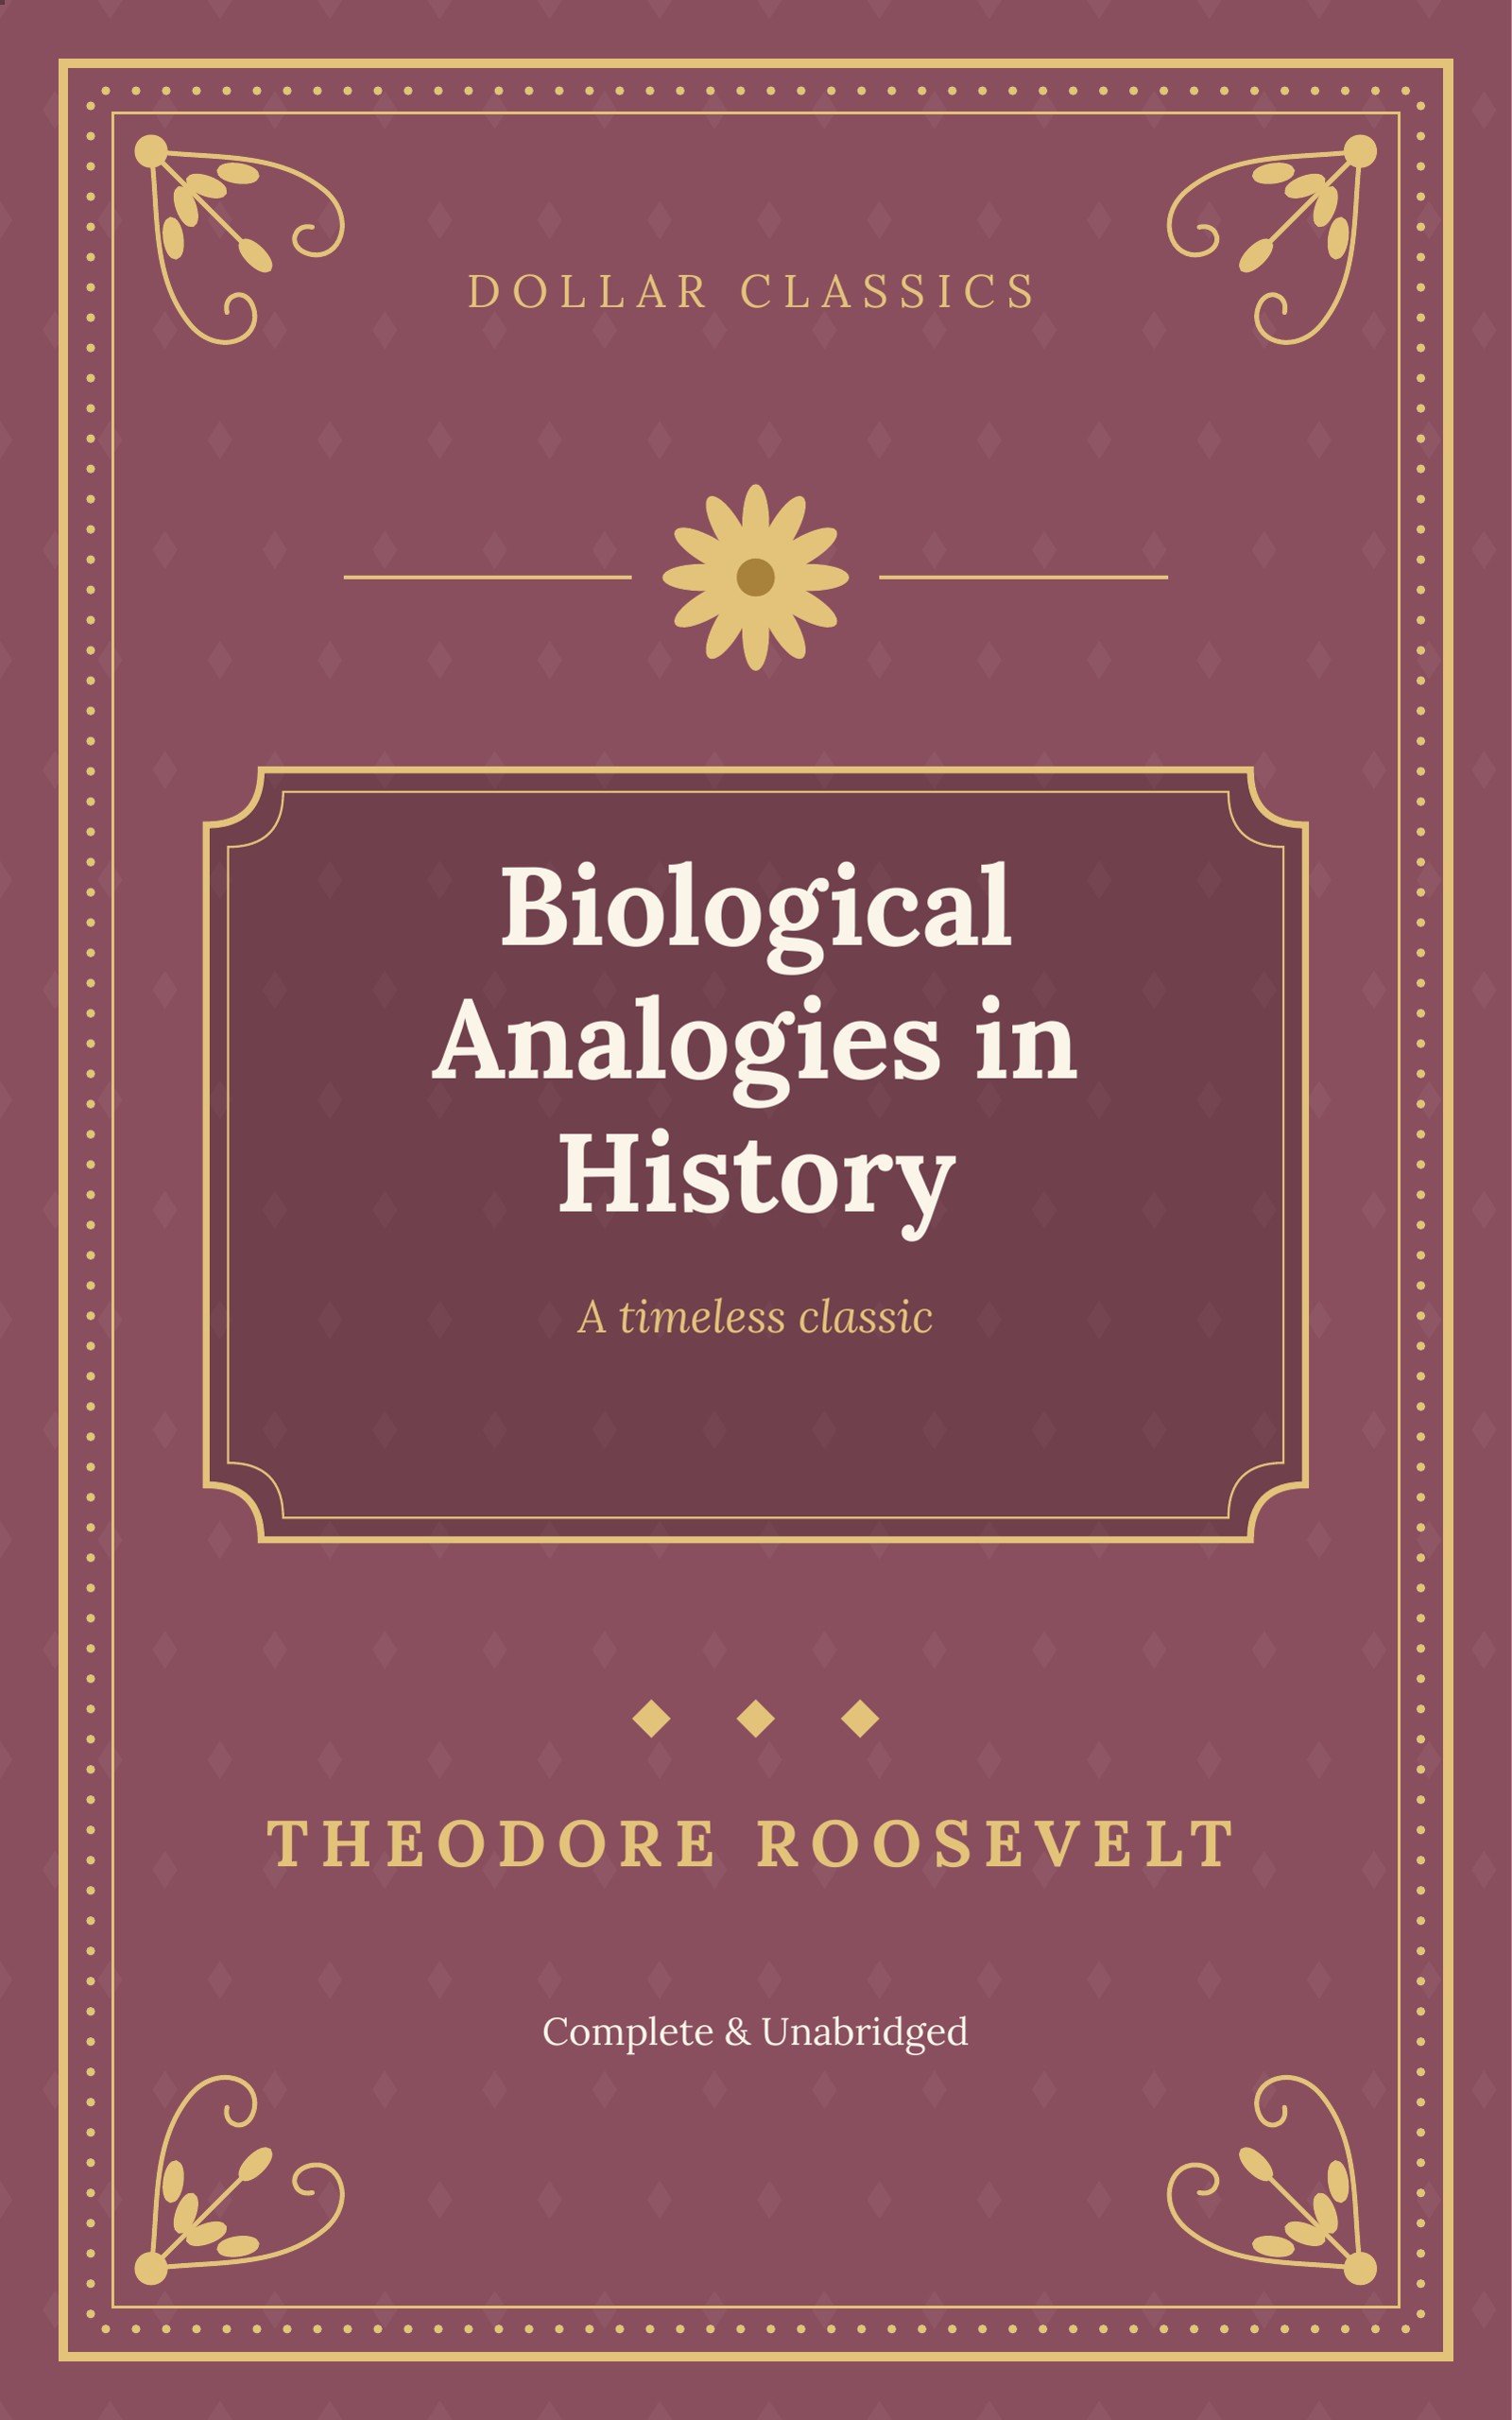 DOLLAR CLASSICS
Biological
Analogies in
History
A timeless classic
THEODORE ROOSEVELT
Complete & Unabridged